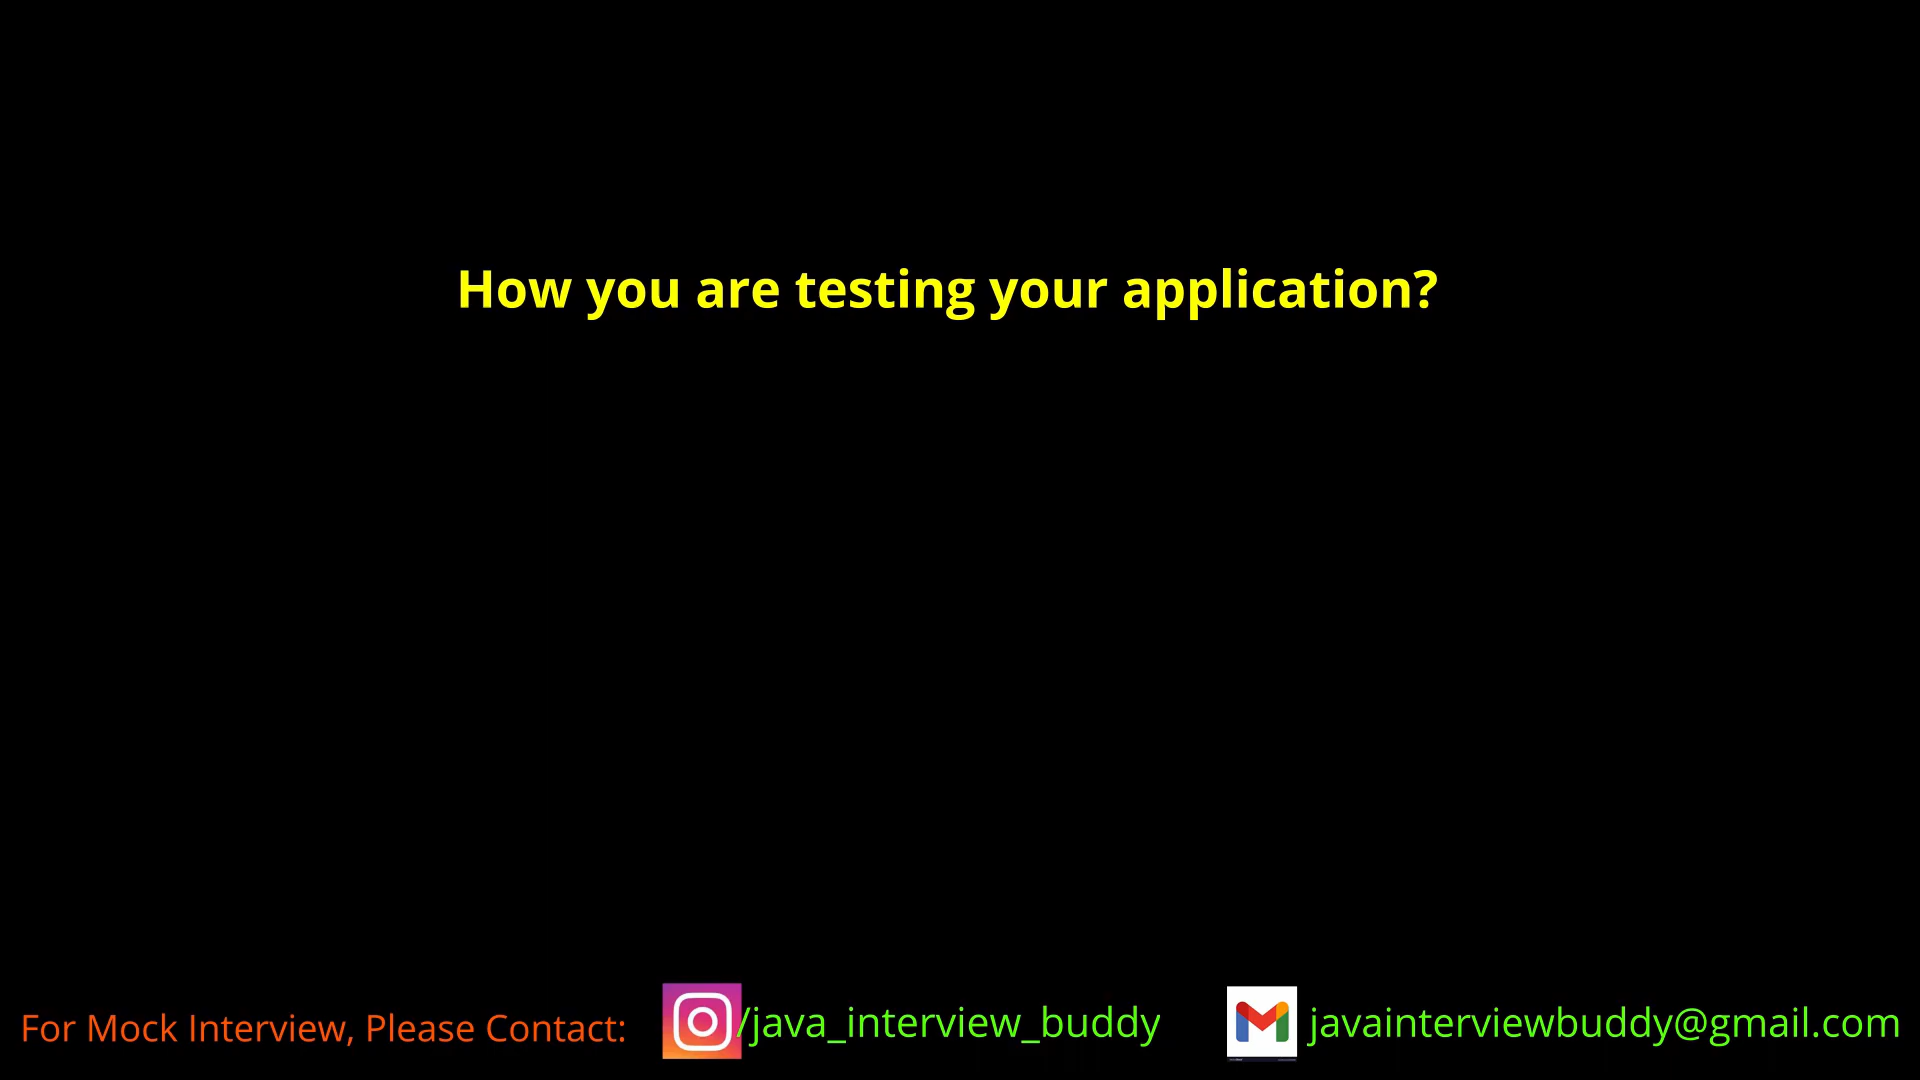 How you are testing your application?
For Mock Interview, Please Contact: /java_interview_buddy javainterviewbuddy@gmail.com